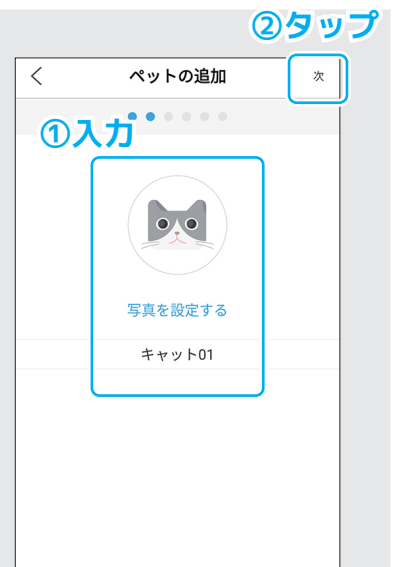 ②タップ
ペットの追加
次
①入力
写真を設定する
キャット01